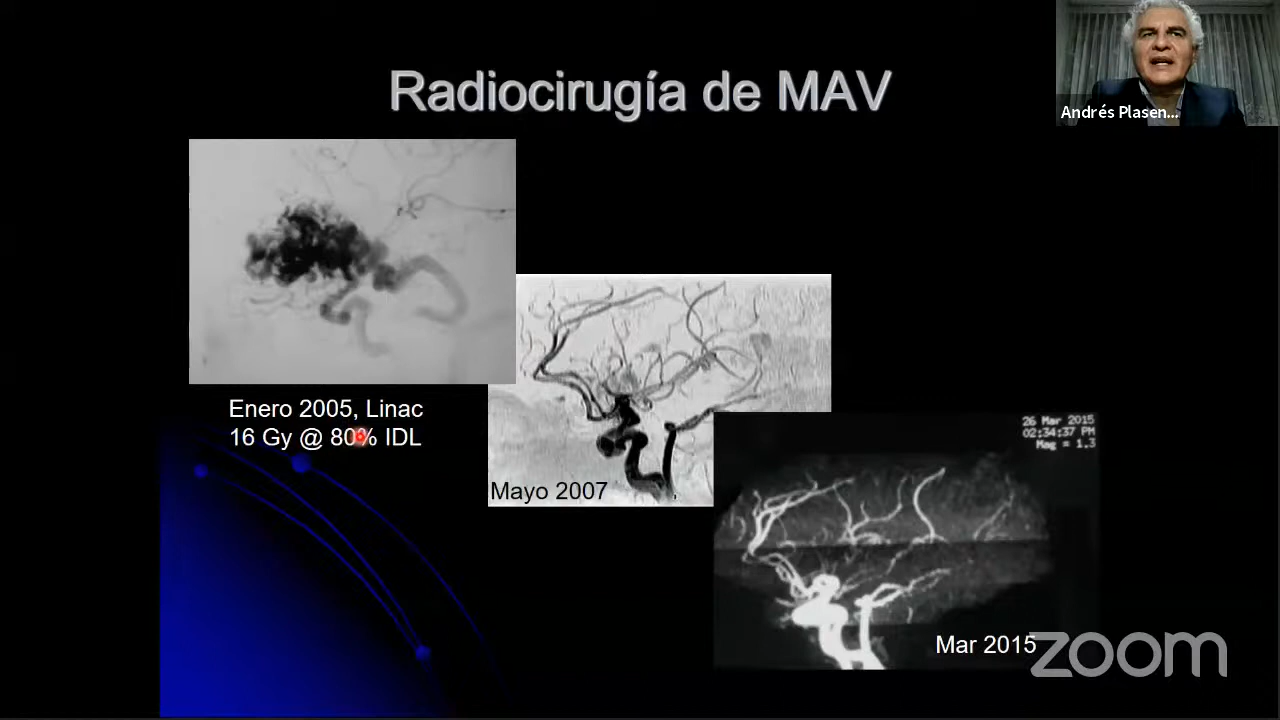 Radiocirugía de MAV
Andrés Plasen...
Enero 2005, Linac
16 Gy @ 80% IDL
Mayo 2007
26 Mar 2015
02:34:37 PM
Mag = 1.3
Mar 2015
zoom